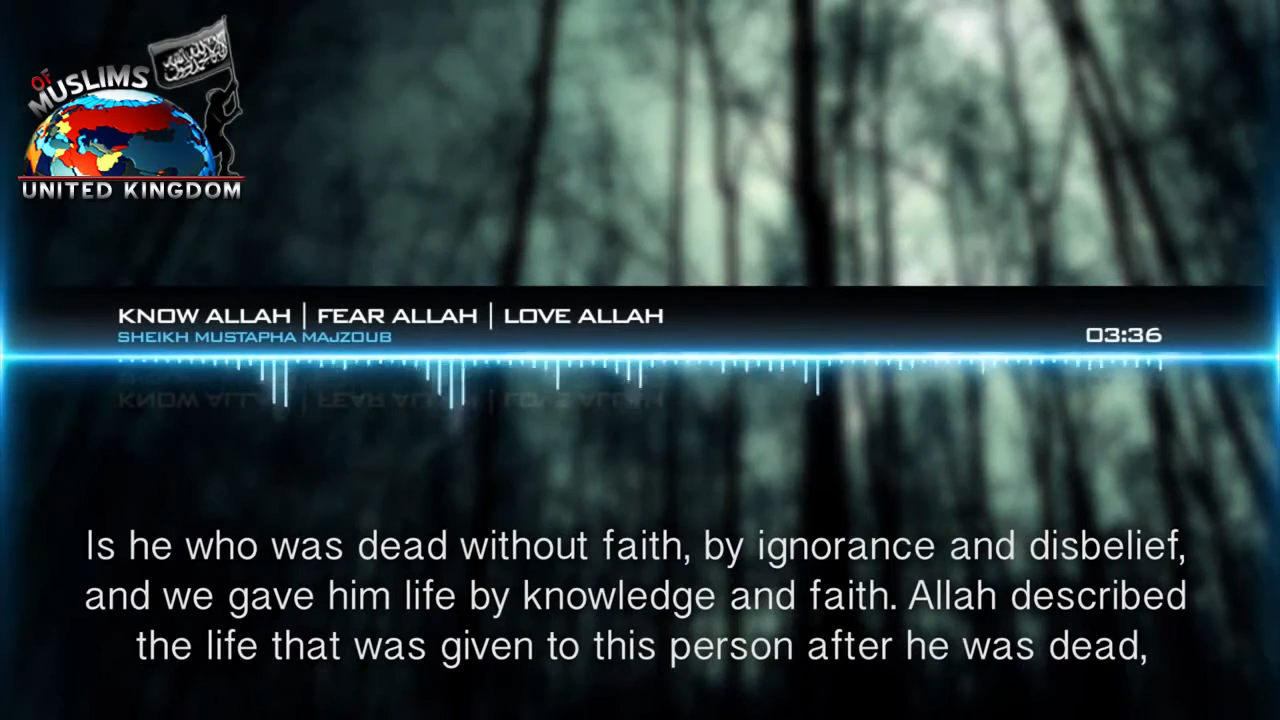 OF
MUSLIMS
UNITED KINGDOM
KNOW ALLAH | FEAR ALLAH | LOVE ALLAH
SHEIKH MUSTAPHA MAJZOUB
03:36
Is he who was dead without faith, by ignorance and disbelief,
and we gave him life by knowledge and faith. Allah described
the life that was given to this person after he was dead,